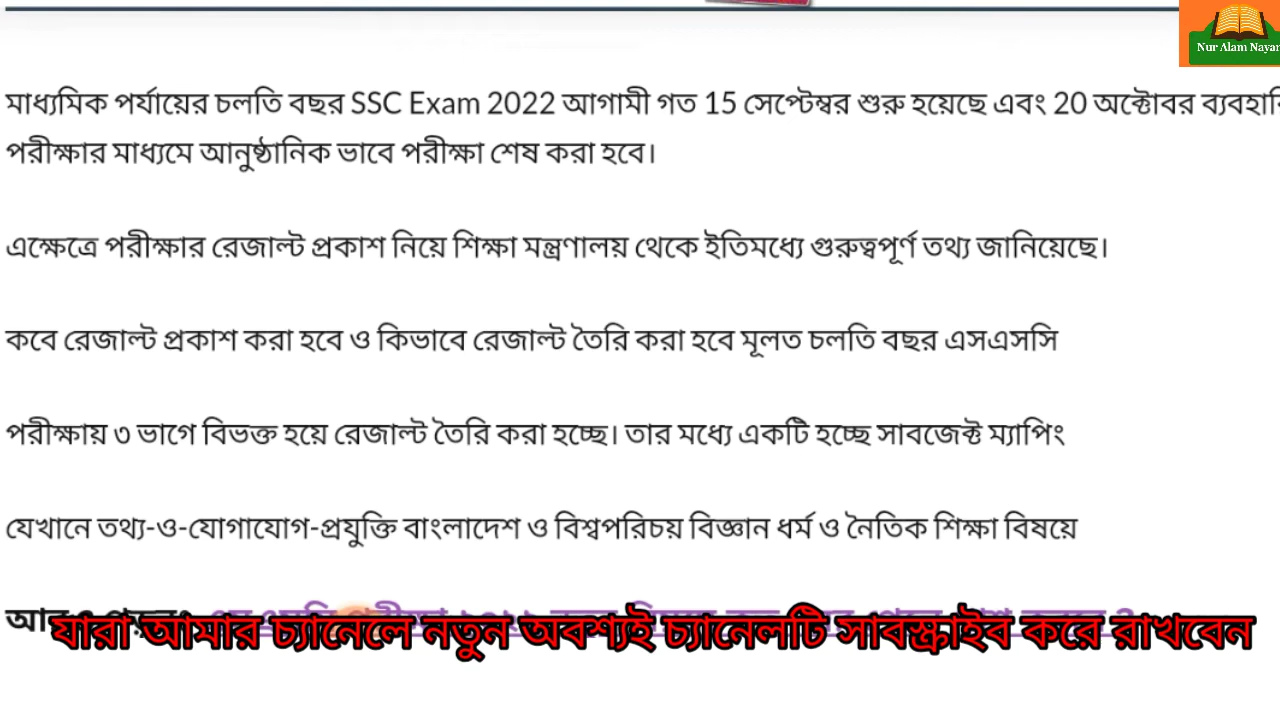 Nur Alam Nayan
মাধ্যমিক পর্যায়ের চলতি বছর SSC Exam 2022 আগামী গত 15 সেপ্টেম্বর শুরু হয়েছে এবং 20 অক্টোবর
পরীক্ষার মাধ্যমে আনুষ্ঠানিক ভাবে পরীক্ষা শেষ করা হবে।
এক্ষেত্রে পরীক্ষার রেজাল্ট প্রকাশ নিয়ে শিক্ষা মন্ত্রণালয় থেকে ইতিমধ্যে গুরুত্বপূর্ণ তথ্য জানিয়েছে।
কবে রেজাল্ট প্রকাশ করা হবে ও কিভাবে রেজাল্ট তৈরি করা হবে মূলত চলতি বছর এসএসসি
পরীক্ষায় ৩ ভাগে বিভক্ত হয়ে রেজাল্ট তৈরি করা হচ্ছে। তার মধ্যে একটি হচ্ছে সাবজেক্ট ম্যাপিং
যেখানে তথ্য-ও-যোগাযোগ-প্রযুক্তি বাংলাদেশ ও বিশ্বপরিচয় বিজ্ঞান ধর্ম ও নৈতিক শিক্ষা বিষয়ে
যারা আমার চ্যানেলে নতুন অবশ্যই চ্যানেলটি সাবস্ক্রাইব করে রাখবেন